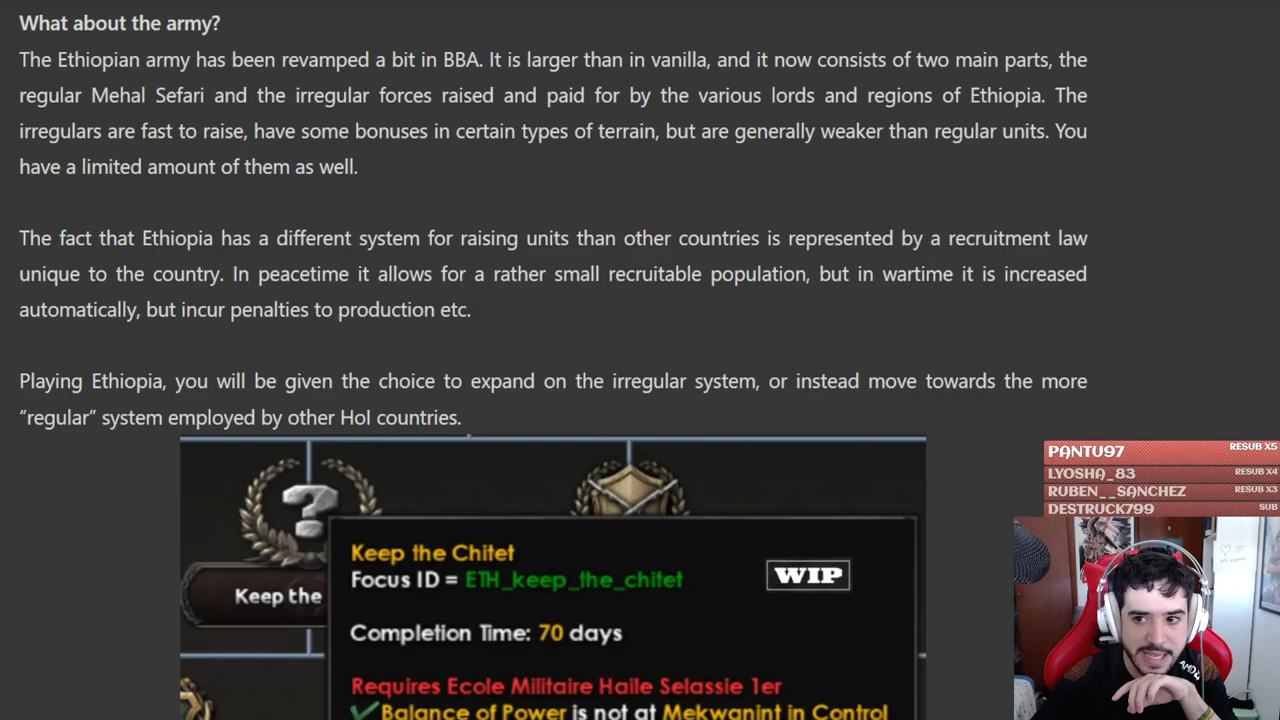 What about the army?
The Ethiopian army has been revamped a bit in BBA. It is larger than in vanilla, and it now consists of two main parts, the
regular Mehal Sefari and the irregular forces raised and paid for by the various lords and regions of Ethiopia. The
irregulars are fast to raise, have some bonuses in certain types of terrain, but are generally weaker than regular units. You
have a limited amount of them as well.
The fact that Ethiopia has a different system for raising units than other countries is represented by a recruitment law
unique to the country. In peacetime it allows for a rather small recruitable population, but in wartime it is increased
automatically, but incur penalties to production etc.
Playing Ethiopia, you will be given the choice to expand on the irregular system, or instead move towards the more
“regular” system employed by other HoI countries.
Keep the
Keep the Chitet
Focus ID = ETH_keep_the_chitet
WIP
Completion Time: 70 days
Requires Ecole Militaire Haile Selassie 1er
Balance of Power is not at Mekwanint in Control
PANTU97 RESUB X5
LYOSHA_83 RESUB X4
RUBEN__SANCHEZ RESUB X3
DESTRUCK799 SUB